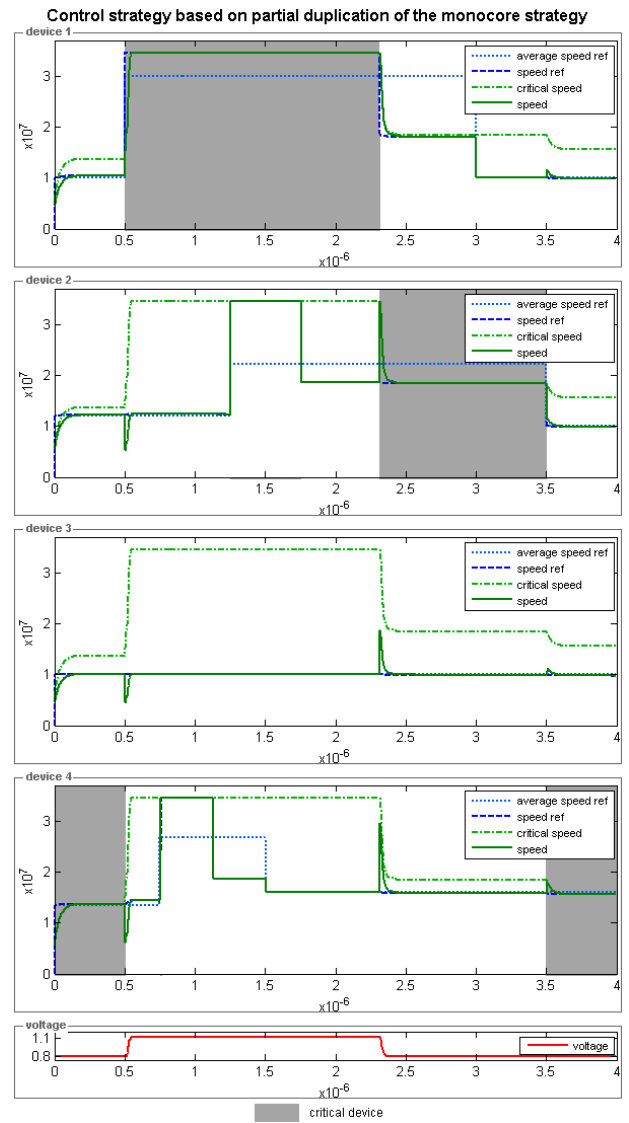 Control strategy based on partial duplication of the monocore strategy
device 1
average speed ref
speed ref
critical speed
speed
x10^7
3
2
1
0
0 0.5 1 1.5 2 2.5 3 3.5 4
x10^-6
device 2
average speed ref
speed ref
critical speed
speed
x10^7
3
2
1
0
0 0.5 1 1.5 2 2.5 3 3.5 4
x10^-6
device 3
average speed ref
speed ref
critical speed
speed
x10^7
3
2
1
0
0 0.5 1 1.5 2 2.5 3 3.5 4
x10^-6
device 4
average speed ref
speed ref
critical speed
speed
x10^7
3
2
1
0
0 0.5 1 1.5 2 2.5 3 3.5 4
x10^-6
voltage
1.1
voltage
0.8
0 0.5 1 1.5 2 2.5 3 3.5 4
x10^-6
critical device